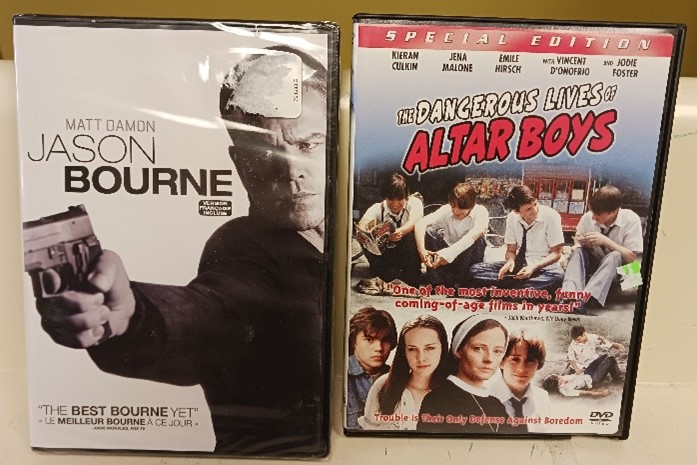 MATT DAMON
JASON
BOURNE
VERSION
FRANÇAISE
INCLUSE
"THE BEST BOURNE YET"
« LE MEILLEUR BOURNE À CE JOUR »
SPECIAL EDITION
KIERAN CULKIN
JENA MALONE
EMILE HIRSCH
WITH VINCENT D'ONOFRIO
AND JODIE FOSTER
THE DANGEROUS LIVES OF
ALTAR BOYS
"One of the most inventive, funny
coming-of-age films in years!"
Trouble is Their Only Defense Against Boredom
DVD
VIDEO